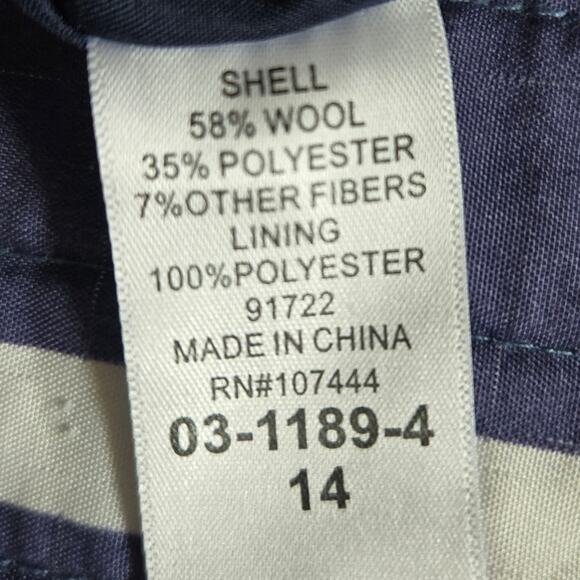 SHELL
58% WOOL
35% POLYESTER
7%OTHER FIBERS
LINING
100%POLYESTER
91722
MADE IN CHINA
RN#107444
03-1189-4
14